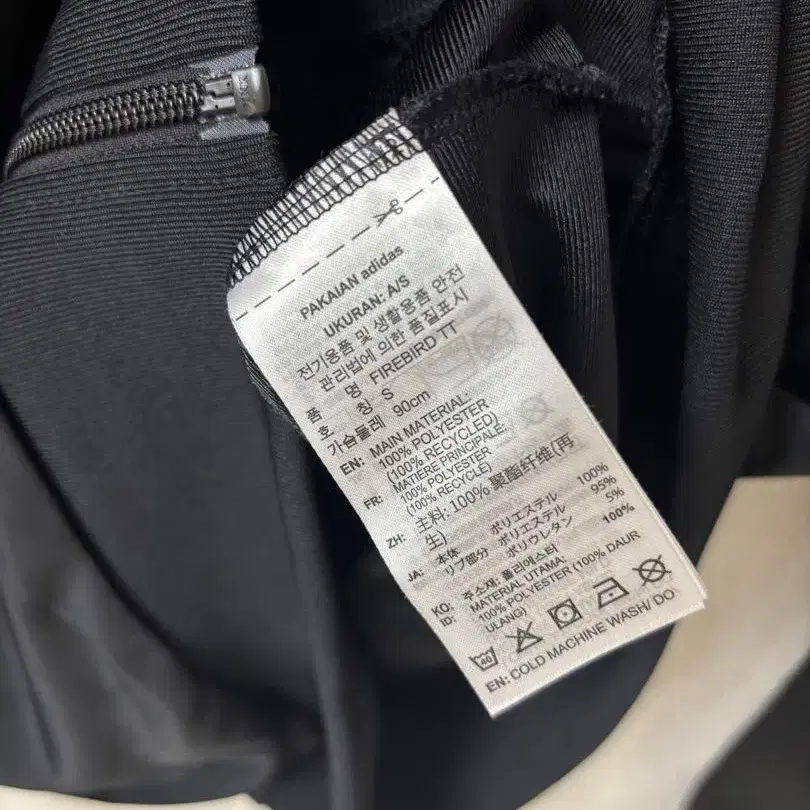 PAKAIAN adidas
UKURAN: A/S
전기용품 및 생활용품 안전
관리법에 의한 품질표시
품 명 FIREBIRD TT
호 칭 S
가슴둘레 90cm
EN: MAIN MATERIAL:
100% POLYESTER
(100% RECYCLED)
FR: MATIÈRE PRINCIPALE:
100% POLYESTER
(100% RECYCLE)
ZH: 主料: 100% 聚酯纤维(再
生)
JA: 本体 ポリエステル 100%
リブ部分 ポリエステル 95%
ポリウレタン 5%
KO: 주소재: 폴리에스터 100%
ID: MATERIAL UTAMA:
100% POLYESTER (100% DAUR
ULANG)
40
EN: COLD MACHINE WASH/ DO